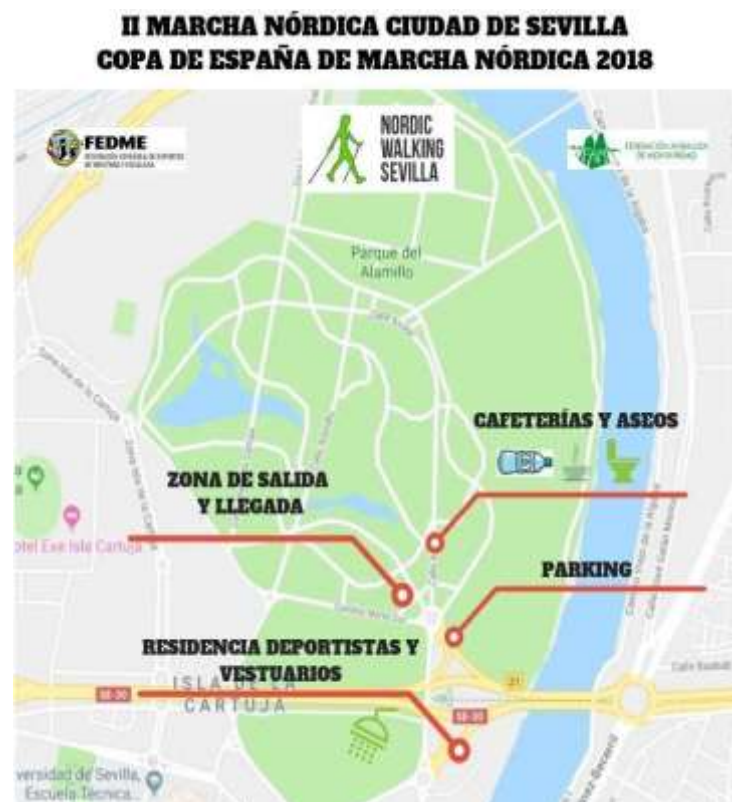 II MARCHA NÓRDICA CIUDAD DE SEVILLA
COPA DE ESPAÑA DE MARCHA NÓRDICA 2018
FEDME
NORDIC
WALKING
SEVILLA
Parque del
Alamillo
CAFETERÍAS Y ASEOS
ZONA DE SALIDA
Y LLEGADA
Hotel Exe Isla Cartuja
PARKING
RESIDENCIA DEPORTISTAS Y
VESTUARIOS
ISLA DE LA
CARTUJA
SE-30
21
SE-30
versidad de Sevilla,
Escuela Técnica...